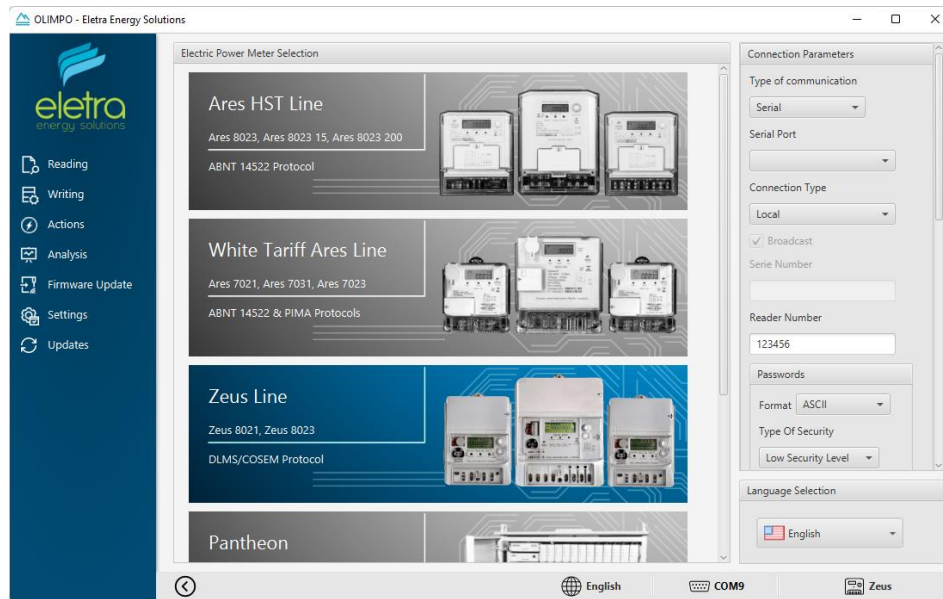 OLIMPO - Eletra Energy Solutions
eletra
energy solutions
Reading
Writing
Actions
Analysis
Firmware Update
Settings
Updates
Electric Power Meter Selection
Ares HST Line
Ares 8023, Ares 8023 15, Ares 8023 200
ABNT 14522 Protocol
White Tariff Ares Line
Ares 7021, Ares 7031, Ares 7023
ABNT 14522 & PIMA Protocols
Zeus Line
Zeus 8021, Zeus 8023
DLMS/COSEM Protocol
Pantheon
Connection Parameters
Type of communication
Serial
Serial Port
Connection Type
Local
Broadcast
Serie Number
Reader Number
123456
Passwords
Format ASCII
Type Of Security
Low Security Level
Language Selection
English
English COM9 Zeus